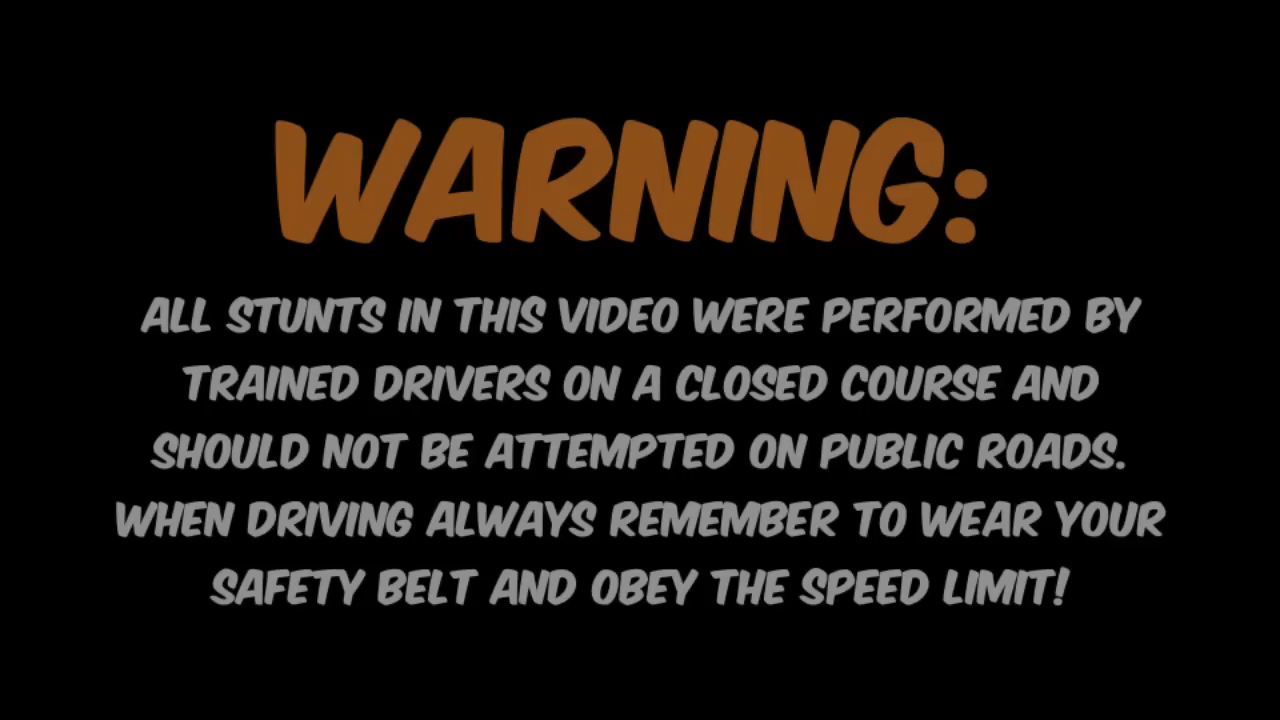 WARNING:
ALL STUNTS IN THIS VIDEO WERE PERFORMED BY
TRAINED DRIVERS ON A CLOSED COURSE AND
SHOULD NOT BE ATTEMPTED ON PUBLIC ROADS.
WHEN DRIVING ALWAYS REMEMBER TO WEAR YOUR
SAFETY BELT AND OBEY THE SPEED LIMIT!